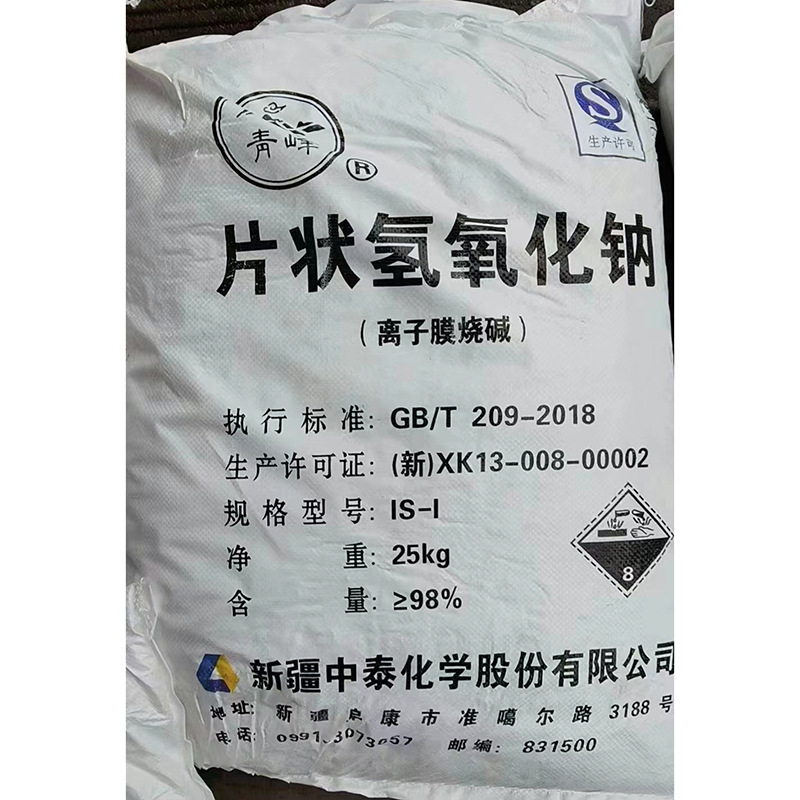 青峰
®
生产许可
片状氢氧化钠
(离子膜烧碱)
执行标准: GB/T 209-2018
生产许可证: (新)XK13-008-00002
规格型号: IS-I
净 重: 25kg
含 量: ≥98%
8
新疆中泰化学股份有限公司
地址: 新疆阜康市准噶尔路3188号
电话: 邮编: 831500